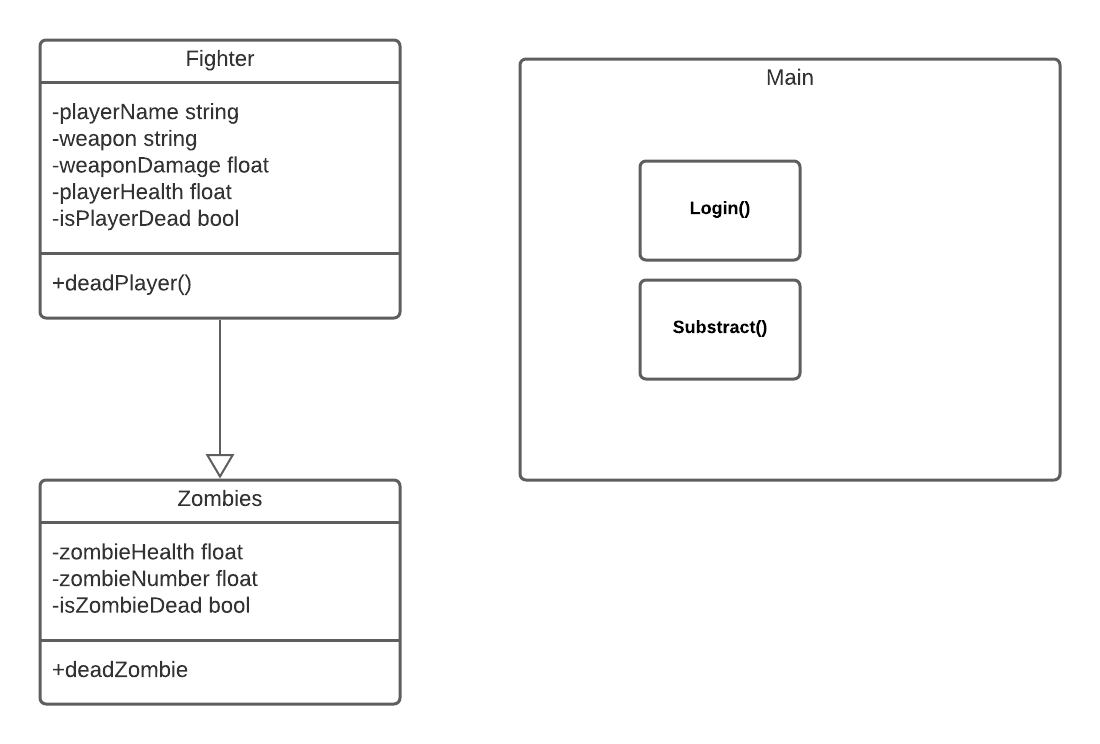 Fighter
-playerName string
-weapon string
-weaponDamage float
-playerHealth float
-isPlayerDead bool
+deadPlayer()
Main
Login()
Substract()
Zombies
-zombieHealth float
-zombieNumber float
-isZombieDead bool
+deadZombie